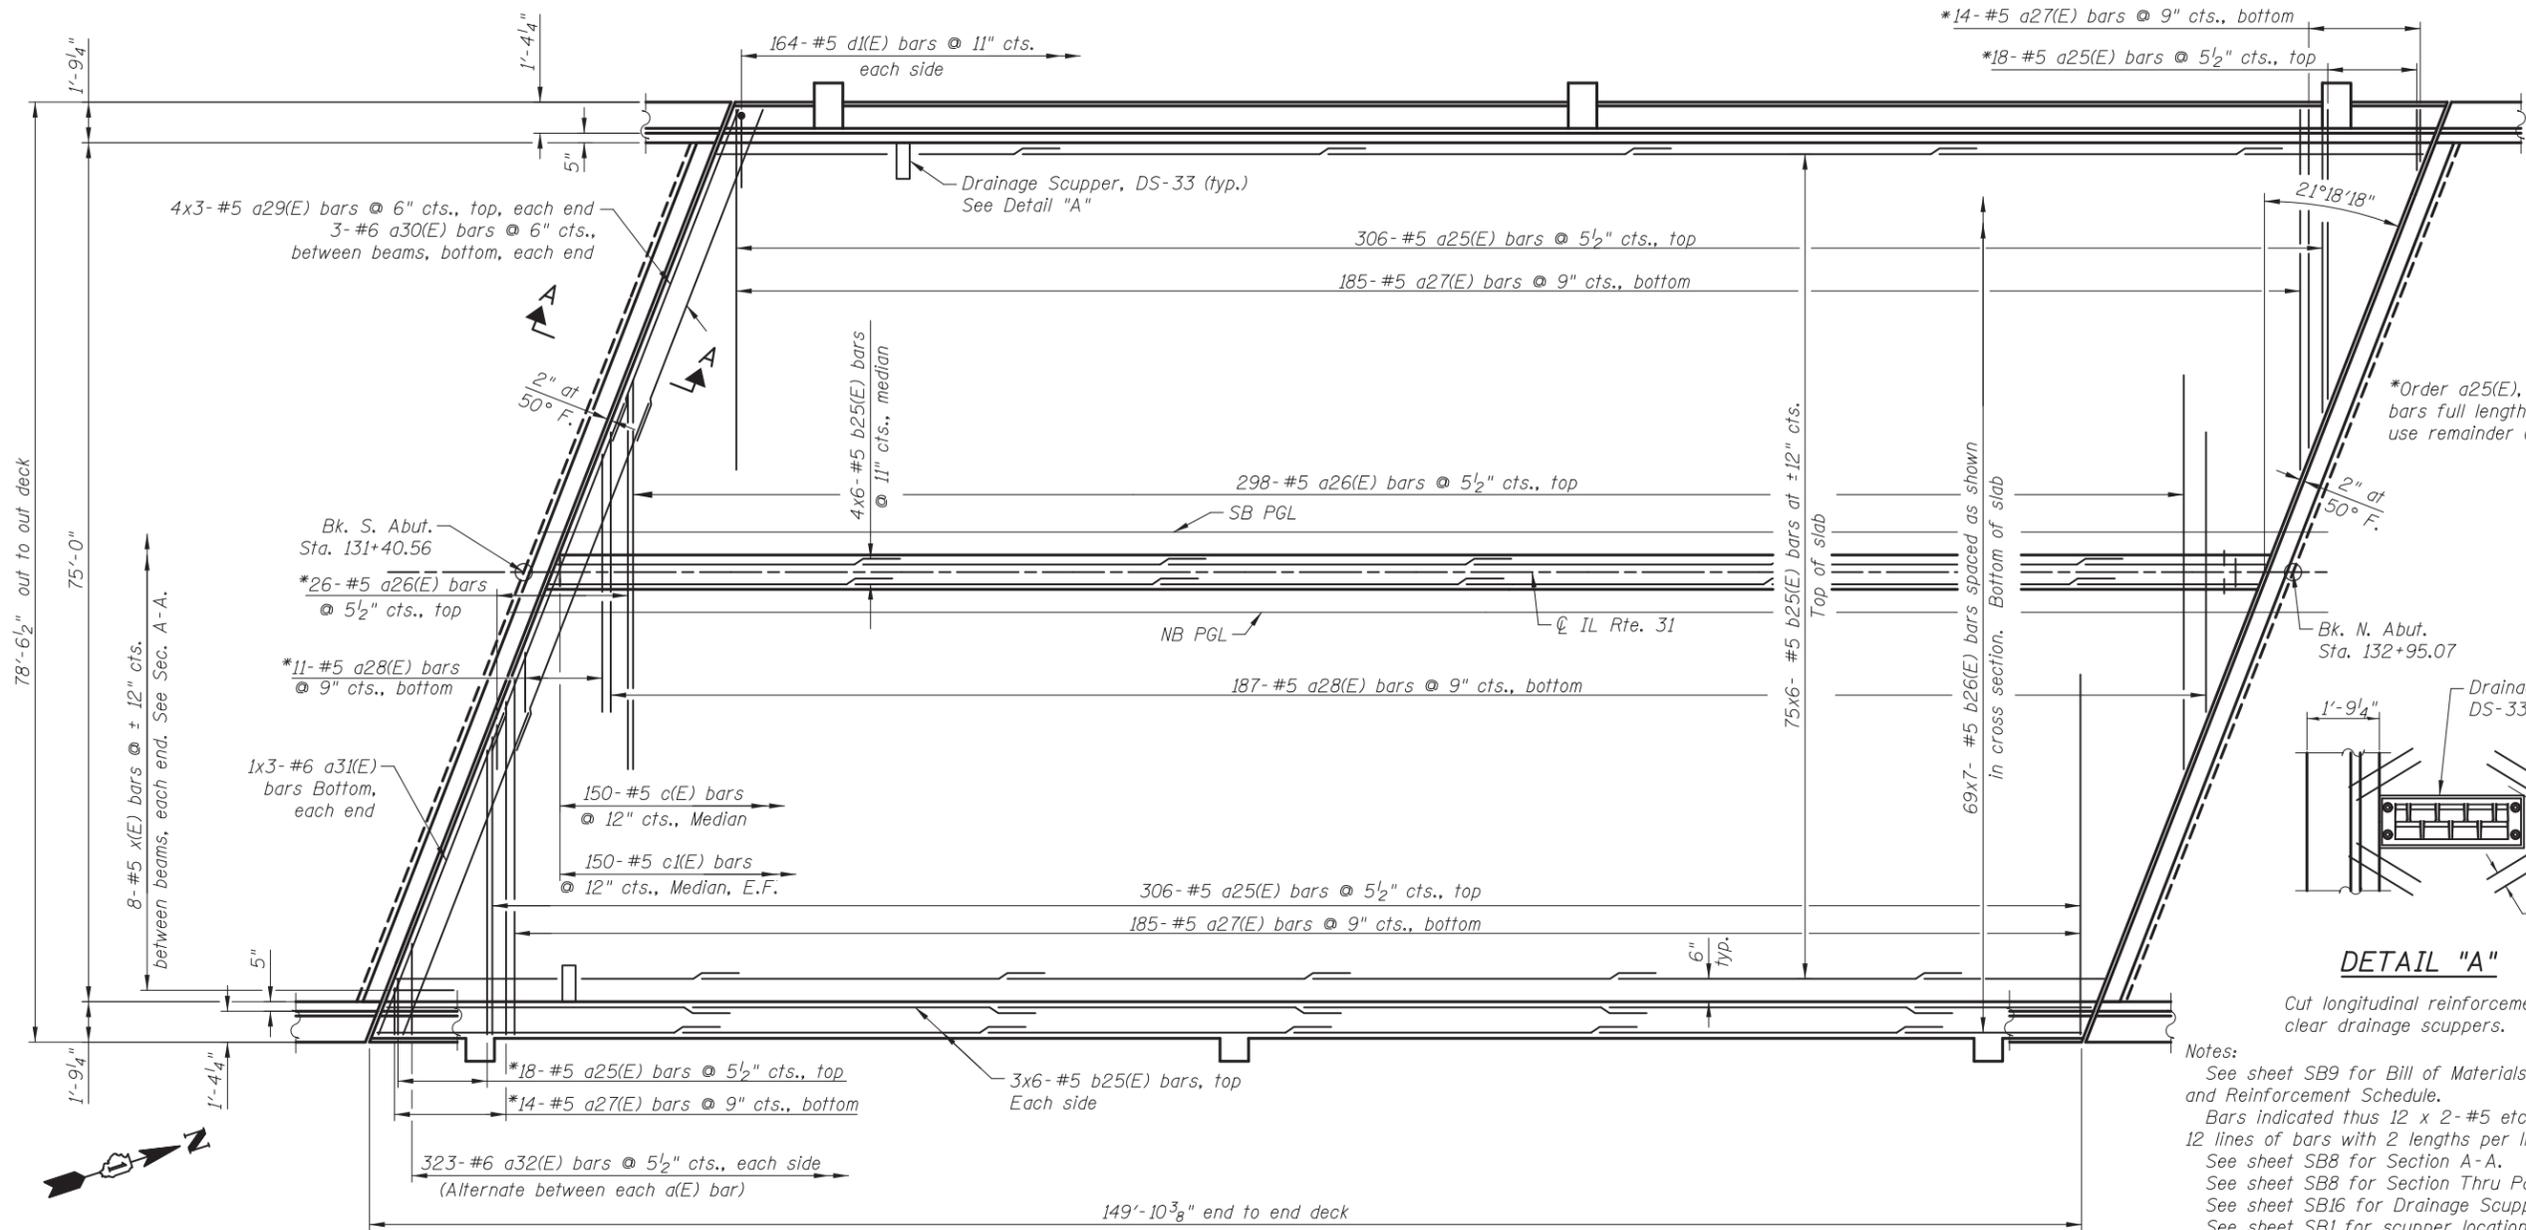 *14-#5 a27(E) bars @ 9" cts., bottom
*18-#5 a25(E) bars @ 5½" cts., top
164-#5 d1(E) bars @ 11" cts.
each side
1'-9¼"
1'-4¼"
5"
Drainage Scupper, DS-33 (typ.)
See Detail "A"
4x3-#5 a29(E) bars @ 6" cts., top, each end
3-#6 a30(E) bars @ 6" cts.,
between beams, bottom, each end
21°18'18"
306-#5 a25(E) bars @ 5½" cts., top
185-#5 a27(E) bars @ 9" cts., bottom
A
A
2" at
50° F.
4x6-#5 b25(E) bars
@ 11" cts., median
75x6- #5 b25(E) bars at ±12" cts.
Top of slab
69x7- #5 b26(E) bars spaced as shown
in cross section. Bottom of slab
*Order a25(E),
bars full length
use remainder
298-#5 a26(E) bars @ 5½" cts., top
2" at
50° F.
SB PGL
Bk. S. Abut.
Sta. 131+40.56
78'-6½" out to out deck
75'-0"
*26-#5 a26(E) bars
@ 5½" cts., top
NB PGL
℄ IL Rte. 31
Bk. N. Abut.
Sta. 132+95.07
*11-#5 a28(E) bars
@ 9" cts., bottom
187-#5 a28(E) bars @ 9" cts., bottom
8-#5 x(E) bars @ ± 12" cts.
between beams, each end. See Sec. A-A.
1x3-#6 a31(E)
bars Bottom,
each end
150-#5 c(E) bars
@ 12" cts., Median
150-#5 c1(E) bars
@ 12" cts., Median, E.F.
306-#5 a25(E) bars @ 5½" cts., top
185-#5 a27(E) bars @ 9" cts., bottom
6"
typ.
5"
1'-9¼"
1'-4¼"
*18-#5 a25(E) bars @ 5½" cts., top
*14-#5 a27(E) bars @ 9" cts., bottom
3x6-#5 b25(E) bars, top
Each side
323-#6 a32(E) bars @ 5½" cts., each side
(Alternate between each a(E) bar)
149'-10⅜" end to end deck
N
1
1'-9¼"
DS-33
DETAIL "A"
Cut longitudinal
clear drainage scuppers.
Notes:
See sheet SB9 for Bill of Materials
and Reinforcement Schedule.
Bars indicated thus 12 x 2-#5 etc
12 lines of bars with 2 lengths per
See sheet SB8 for Section A-A.
See sheet SB8 for Section Thru
See sheet SB16 for Drainage
See sheet SB1 for scupper